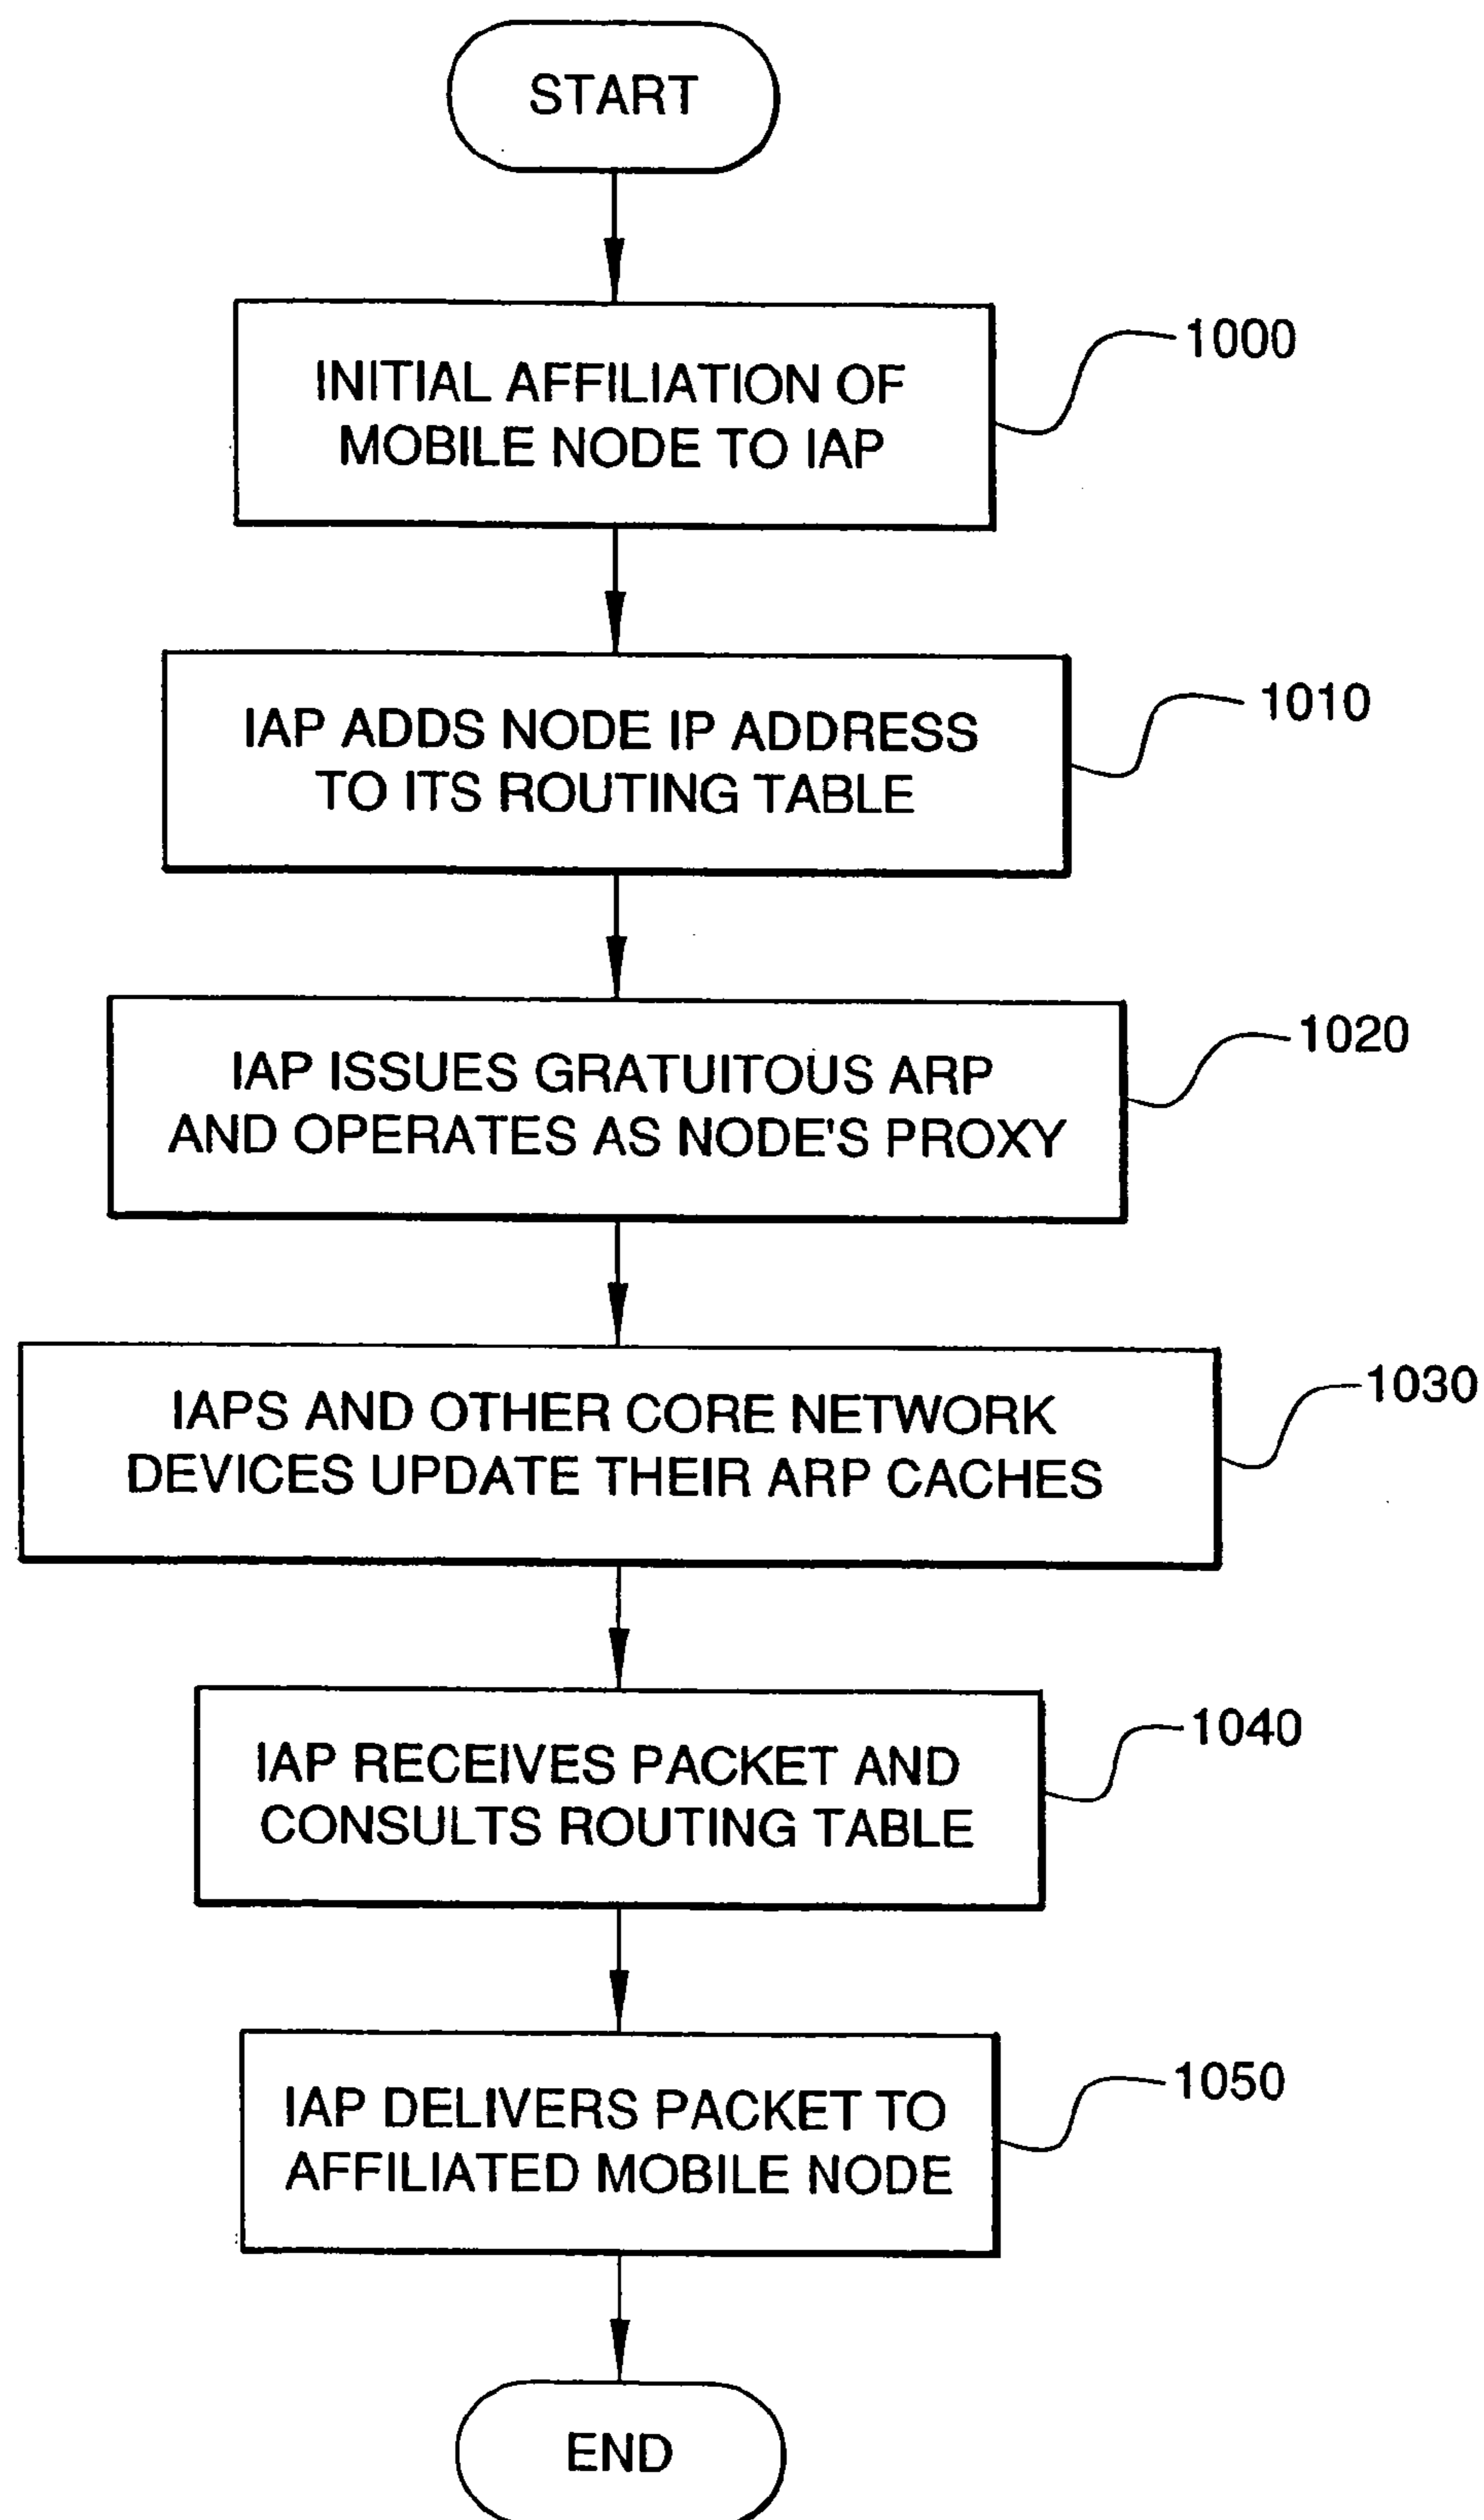 START
INITIAL AFFILIATION OF
MOBILE NODE TO IAP
1000
IAP ADDS NODE IP ADDRESS
TO ITS ROUTING TABLE
1010
IAP ISSUES GRATUITOUS ARP
AND OPERATES AS NODE'S PROXY
1020
IAPS AND OTHER CORE NETWORK
DEVICES UPDATE THEIR ARP CACHES
1030
IAP RECEIVES PACKET AND
CONSULTS ROUTING TABLE
1040
IAP DELIVERS PACKET TO
AFFILIATED MOBILE NODE
1050
END